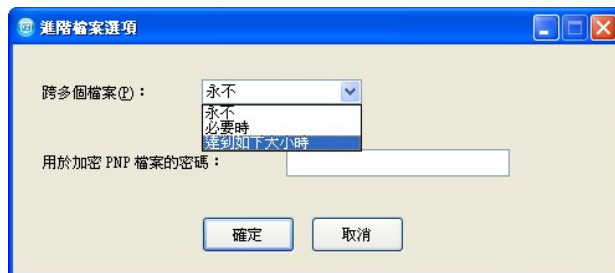 進階檔案選項
跨多個檔案(P)：
永不
永不
必要時
達到如下大小時
用於加密 PNP 檔案的密碼：
確定
取消